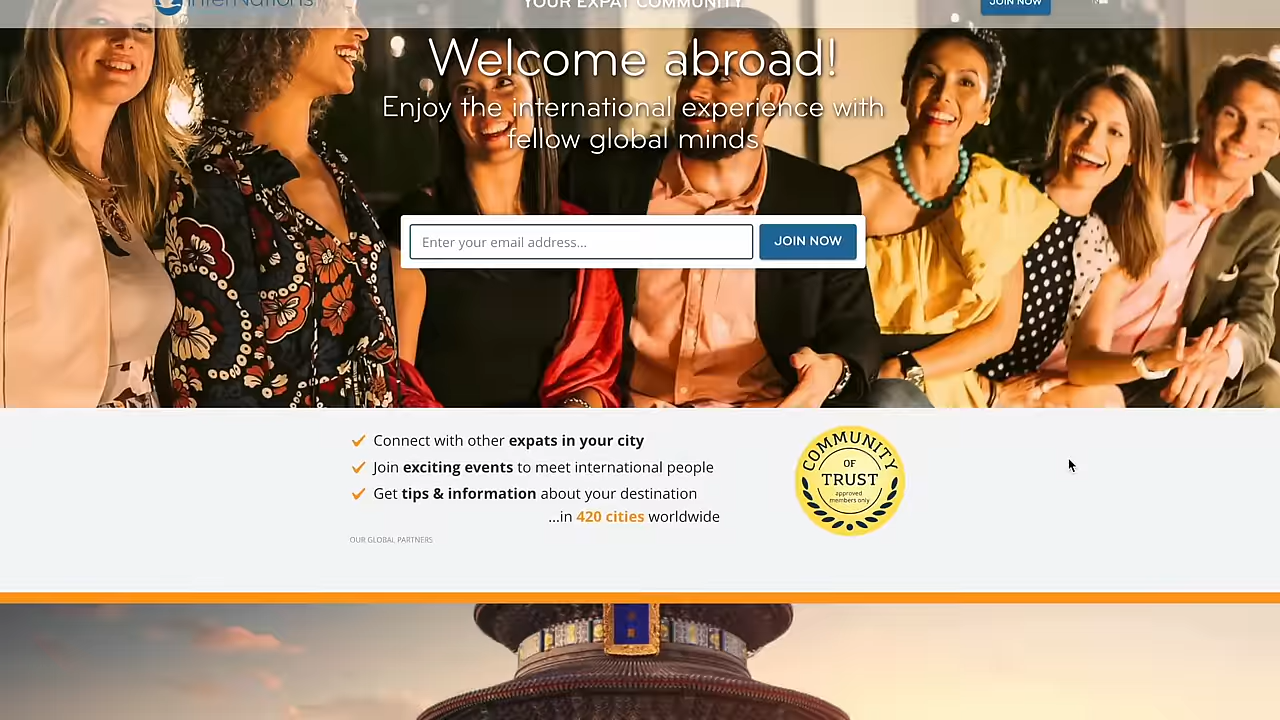 InterNations
YOUR EXPAT COMMUNITY
JOIN NOW
Welcome abroad!
Enjoy the international experience with
fellow global minds
Enter your email address...
JOIN NOW
Connect with other expats in your city
Join exciting events to meet international people
Get tips & information about your destination
...in 420 cities worldwide
COMMUNITY
OF
TRUST
approved
members only
OUR GLOBAL PARTNERS